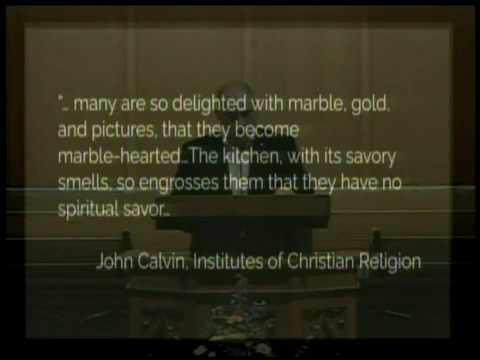 “… many are so delighted with marble, gold,
and pictures, that they become
marble-hearted...The kitchen, with its savory
smells, so engrosses them that they have no
spiritual savor...
John Calvin, Institutes of Christian Religion